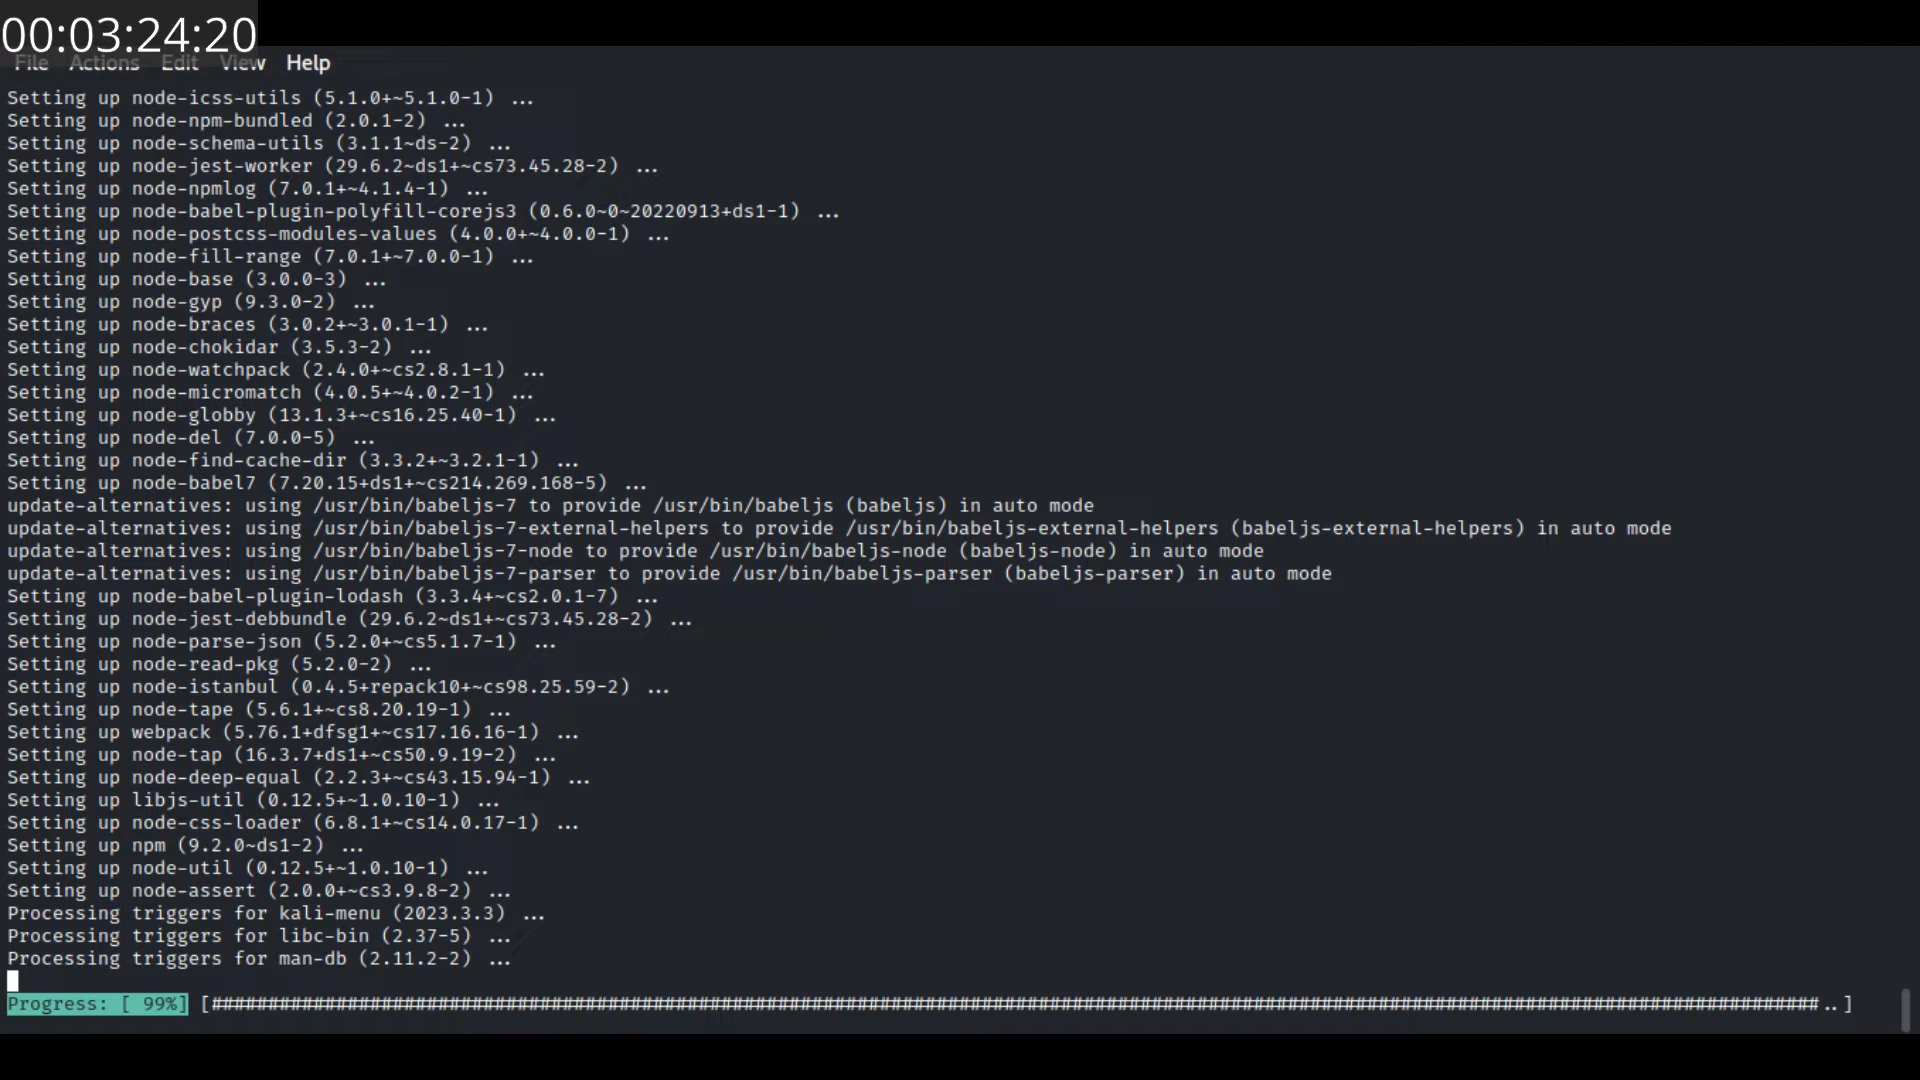 00:03:24:20
File Actions Edit View Help
Setting up node-icss-utils (5.1.0+~5.1.0-1) ...
Setting up node-npm-bundled (2.0.1-2) ...
Setting up node-schema-utils (3.1.1~ds-2) ...
Setting up node-jest-worker (29.6.2~ds1+~cs73.45.28-2) ...
Setting up node-npmlog (7.0.1+~4.1.4-1) ...
Setting up node-babel-plugin-polyfill-corejs3 (0.6.0~0~20220913+ds1-1) ...
Setting up node-postcss-modules-values (4.0.0+~4.0.0-1) ...
Setting up node-fill-range (7.0.1+~7.0.0-1) ...
Setting up node-base (3.0.0-3) ...
Setting up node-gyp (9.3.0-2) ...
Setting up node-braces (3.0.2+~3.0.1-1) ...
Setting up node-chokidar (3.5.3-2) ...
Setting up node-watchpack (2.4.0+~cs2.8.1-1) ...
Setting up node-micromatch (4.0.5+~4.0.2-1) ...
Setting up node-globby (13.1.3+~cs16.25.40-1) ...
Setting up node-del (7.0.0-5) ...
Setting up node-find-cache-dir (3.3.2+~3.2.1-1) ...
Setting up node-babel7 (7.20.15+ds1+~cs214.269.168-5) ...
update-alternatives: using /usr/bin/babeljs-7 to provide /usr/bin/babeljs (babeljs) in auto mode
update-alternatives: using /usr/bin/babeljs-7-external-helpers to provide /usr/bin/babeljs-external-helpers (babeljs-external-helpers) in auto mode
update-alternatives: using /usr/bin/babeljs-7-node to provide /usr/bin/babeljs-node (babeljs-node) in auto mode
update-alternatives: using /usr/bin/babeljs-7-parser to provide /usr/bin/babeljs-parser (babeljs-parser) in auto mode
Setting up node-babel-plugin-lodash (3.3.4+~cs2.0.1-7) ...
Setting up node-jest-debbundle (29.6.2~ds1+~cs73.45.28-2) ...
Setting up node-parse-json (5.2.0+~cs5.1.7-1) ...
Setting up node-read-pkg (5.2.0-2) ...
Setting up node-istanbul (0.4.5+repack10+~cs98.25.59-2) ...
Setting up node-tape (5.6.1+~cs8.20.19-1) ...
Setting up webpack (5.76.1+dfsg1+~cs17.16.16-1) ...
Setting up node-tap (16.3.7+ds1+~cs50.9.19-2) ...
Setting up node-deep-equal (2.2.3+~cs43.15.94-1) ...
Setting up libjs-util (0.12.5+~1.0.10-1) ...
Setting up node-css-loader (6.8.1+~cs14.0.17-1) ...
Setting up npm (9.2.0~ds1-2) ...
Setting up node-util (0.12.5+~1.0.10-1) ...
Setting up node-assert (2.0.0+~cs3.9.8-2) ...
Processing triggers for kali-menu (2023.3.3) ...
Processing triggers for libc-bin (2.37-5) ...
Processing triggers for man-db (2.11.2-2) ...
Progress: [ 99%] [##############################################################################################################################################..]